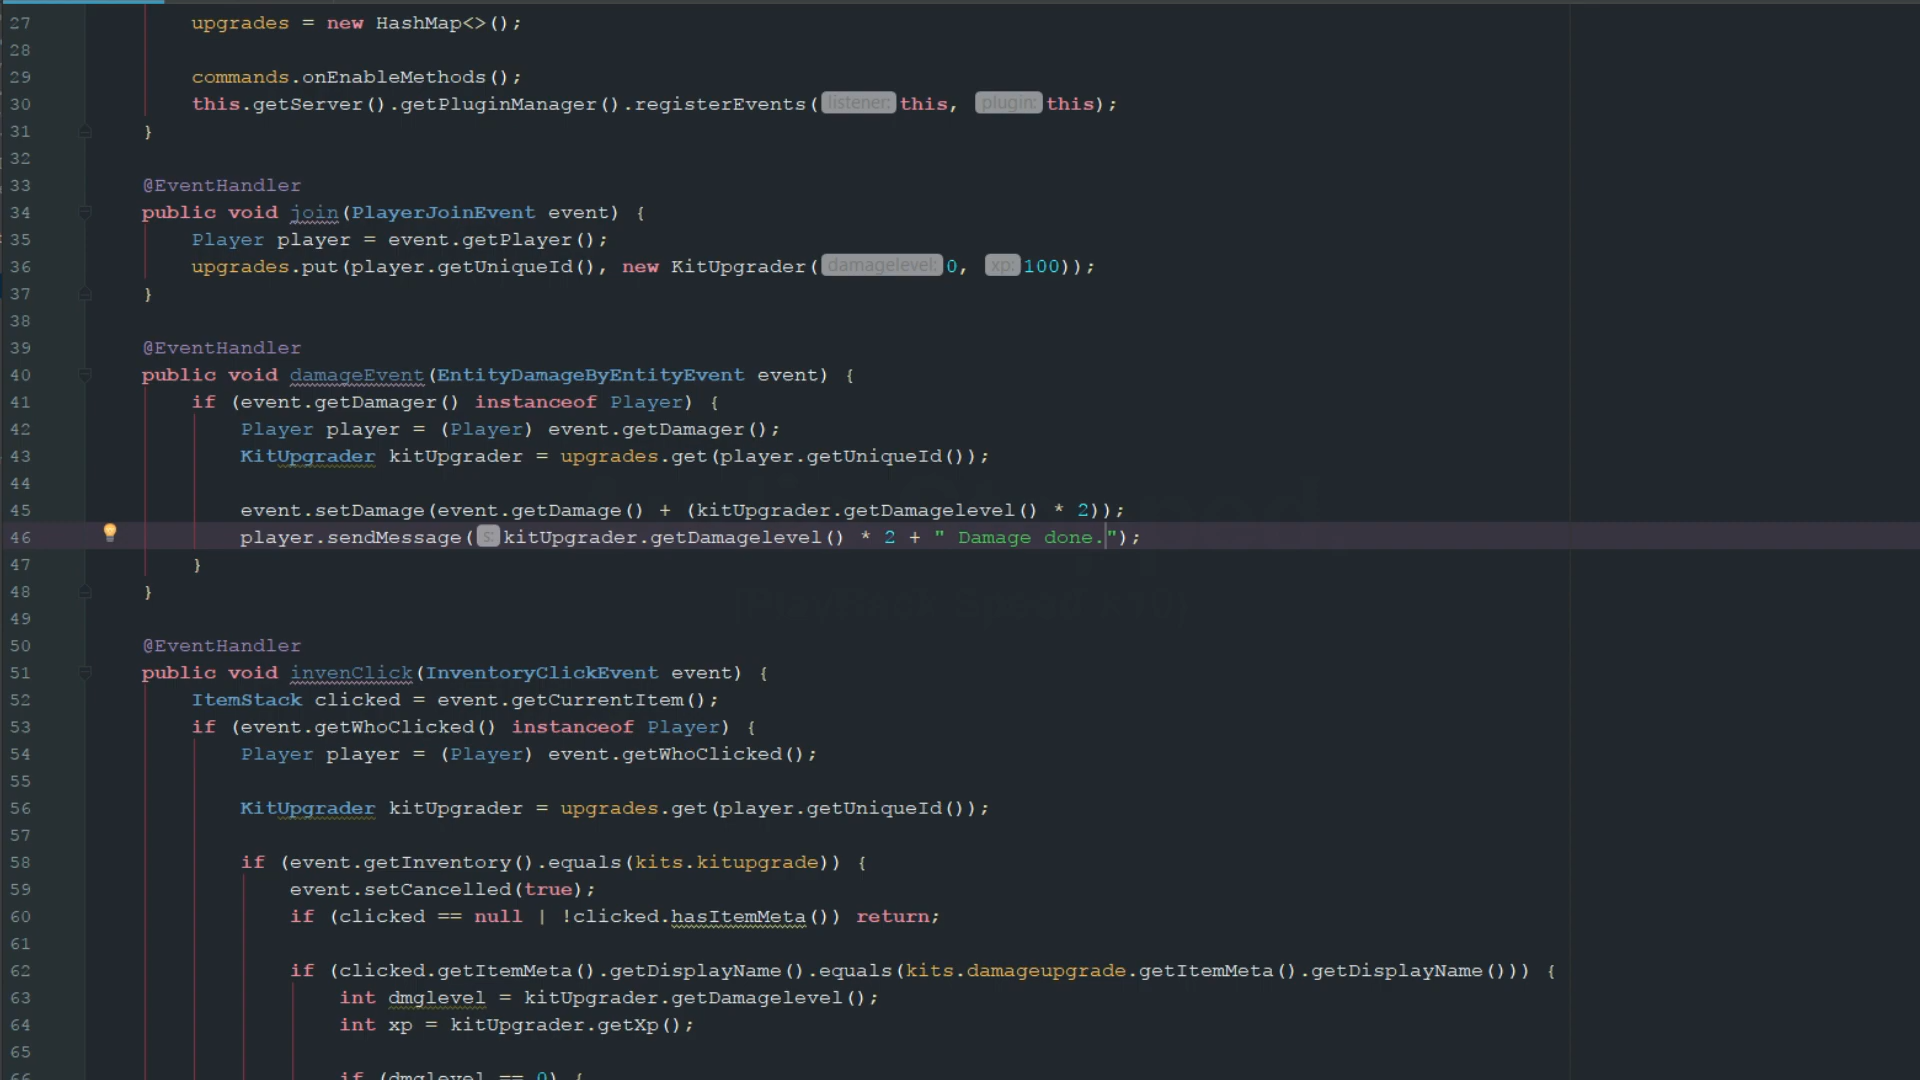 27 upgrades = new HashMap<>();
28
29 commands.onEnableMethods();
30 this.getServer().getPluginManager().registerEvents( listener: this, plugin: this);
31 }
32
33 @EventHandler
34 public void join(PlayerJoinEvent event) {
35 Player player = event.getPlayer();
36 upgrades.put(player.getUniqueId(), new KitUpgrader( damagelevel: 0, xp: 100));
37 }
38
39 @EventHandler
40 public void damageEvent(EntityDamageByEntityEvent event) {
41 if (event.getDamager() instanceof Player) {
42 Player player = (Player) event.getDamager();
43 KitUpgrader kitUpgrader = upgrades.get(player.getUniqueId());
44
45 event.setDamage(event.getDamage() + (kitUpgrader.getDamagelevel() * 2));
46 player.sendMessage( s: kitUpgrader.getDamagelevel() * 2 + " Damage done.");
47 }
48 }
49
50 @EventHandler
51 public void invenClick(InventoryClickEvent event) {
52 ItemStack clicked = event.getCurrentItem();
53 if (event.getWhoClicked() instanceof Player) {
54 Player player = (Player) event.getWhoClicked();
55
56 KitUpgrader kitUpgrader = upgrades.get(player.getUniqueId());
57
58 if (event.getInventory().equals(kits.kitupgrade)) {
59 event.setCancelled(true);
60 if (clicked == null | !clicked.hasItemMeta()) return;
61
62 if (clicked.getItemMeta().getDisplayName().equals(kits.damageupgrade.getItemMeta().getDisplayName())) {
63 int dmglevel = kitUpgrader.getDamagelevel();
64 int xp = kitUpgrader.getXp();
65
66 if (dmglevel == 0) {